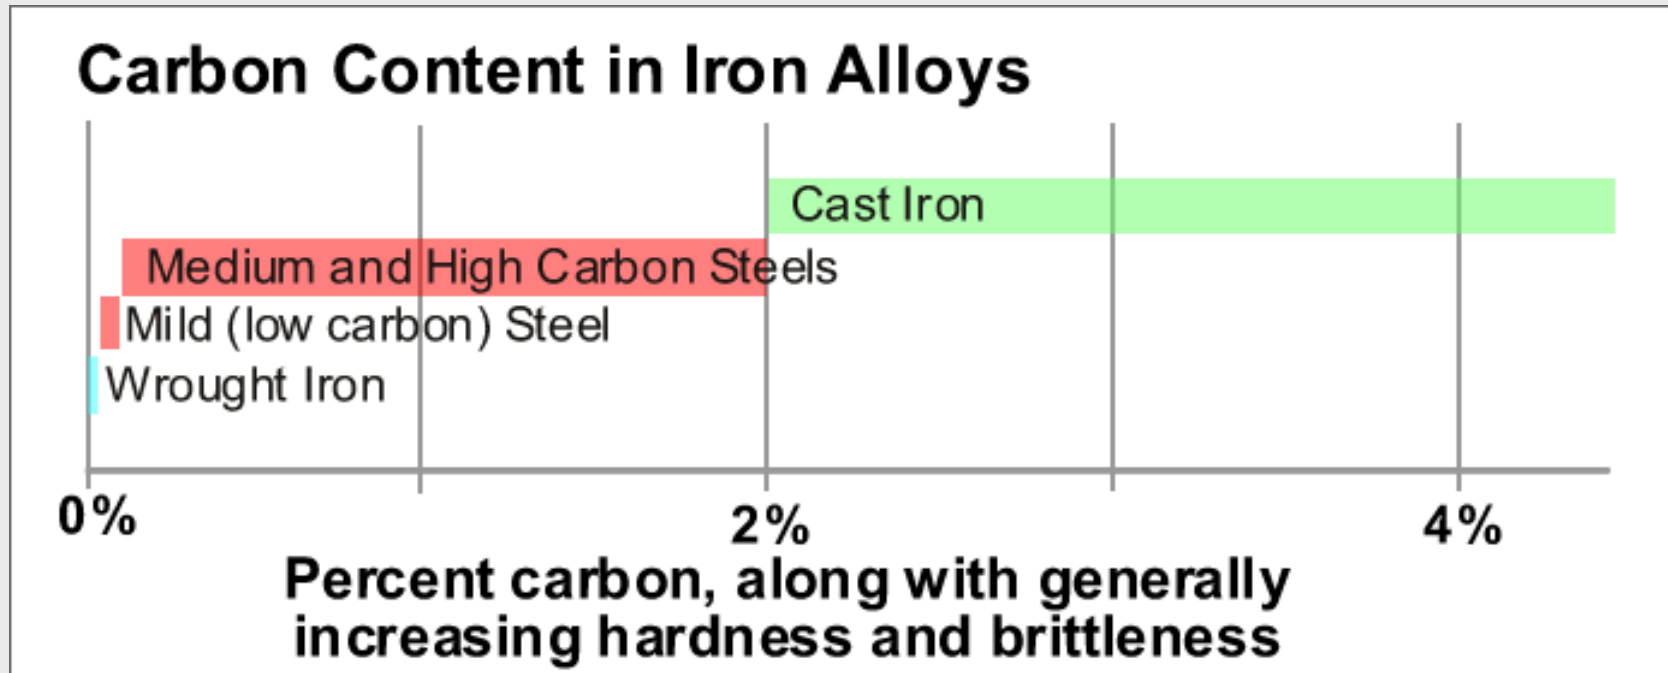 Carbon Content in Iron Alloys
Cast Iron
Medium and High Carbon Steels
Mild (low carbon) Steel
Wrought Iron
0%
2%
4%
Percent carbon, along with generally
increasing hardness and brittleness